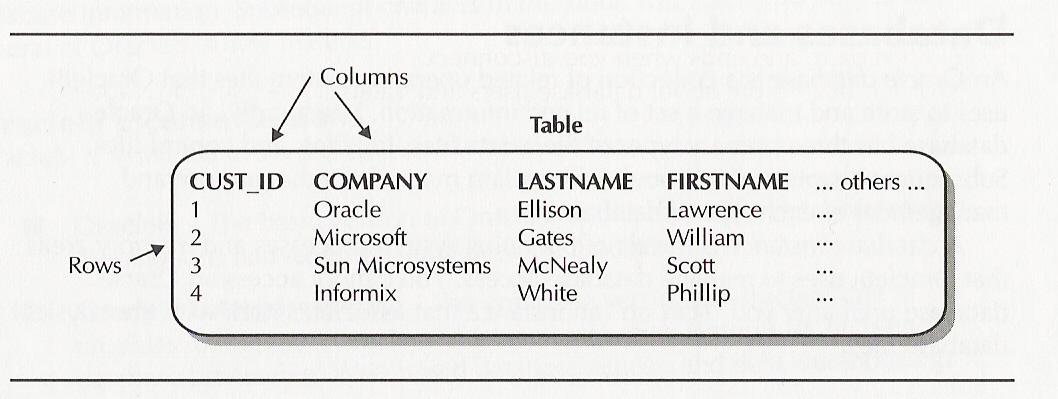 Columns
Table
CUST_ID COMPANY LASTNAME FIRSTNAME ... others ...
1 Oracle Ellison Lawrence ...
2 Microsoft Gates William ...
Rows
3 Sun Microsystems McNealy Scott ...
4 Informix White Phillip ...